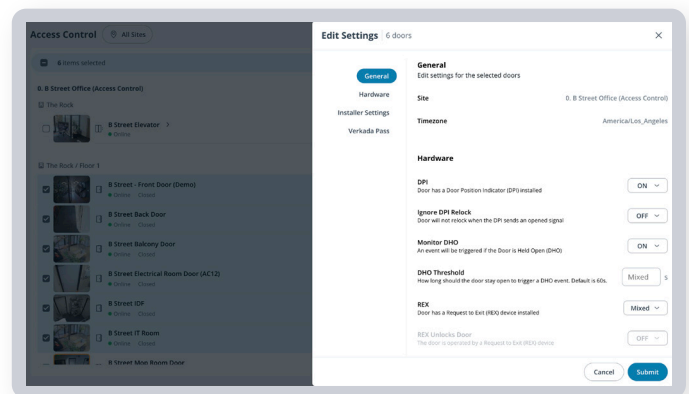 Access Control
All Sites
6 items selected
0. B Street Office (Access Control)
The Rock
B Street Elevator
Online
The Rock / Floor 1
B Street - Front Door (Demo)
Online Closed
B Street Back Door
Online Closed
B Street Balcony Door
Online Closed
B Street Electrical Room Door (AC12)
Online Closed
B Street IDF
Online Closed
B Street IT Room
Online Closed
B Street Mop Room Door
Edit Settings 6 doors
General
Hardware
Installer Settings
Verkada Pass
General
Edit settings for the selected doors
Site 0. B Street Office (Access Control)
Timezone America/Los_Angeles
Hardware
DPI
Door has a Door Position Indicator (DPI) installed
ON
Ignore DPI Relock
Door will not relock when the DPI sends an opened signal
OFF
Monitor DHO
An event will be triggered if the Door is Held Open (DHO)
ON
DHO Threshold
How long should the door stay open to trigger a DHO event. Default is 60s.
Mixed s
REX
Door has a Request to Exit (REX) device installed
Mixed
REX Unlocks Door
The door is operated by a Request to Exit (REX) device
OFF
Cancel
Submit